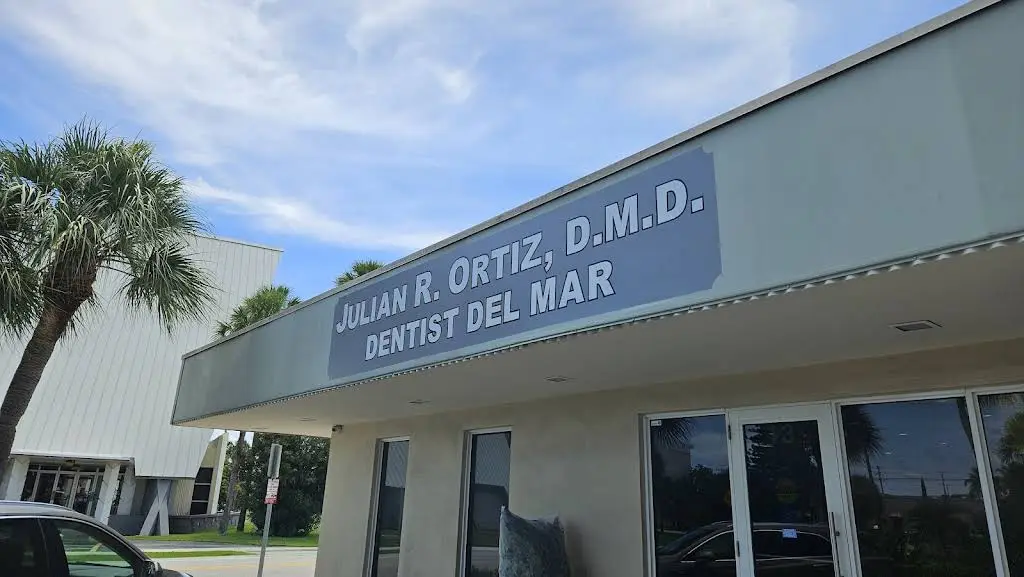 JULIAN R. ORTIZ, D.M.D.
DENTIST DEL MAR